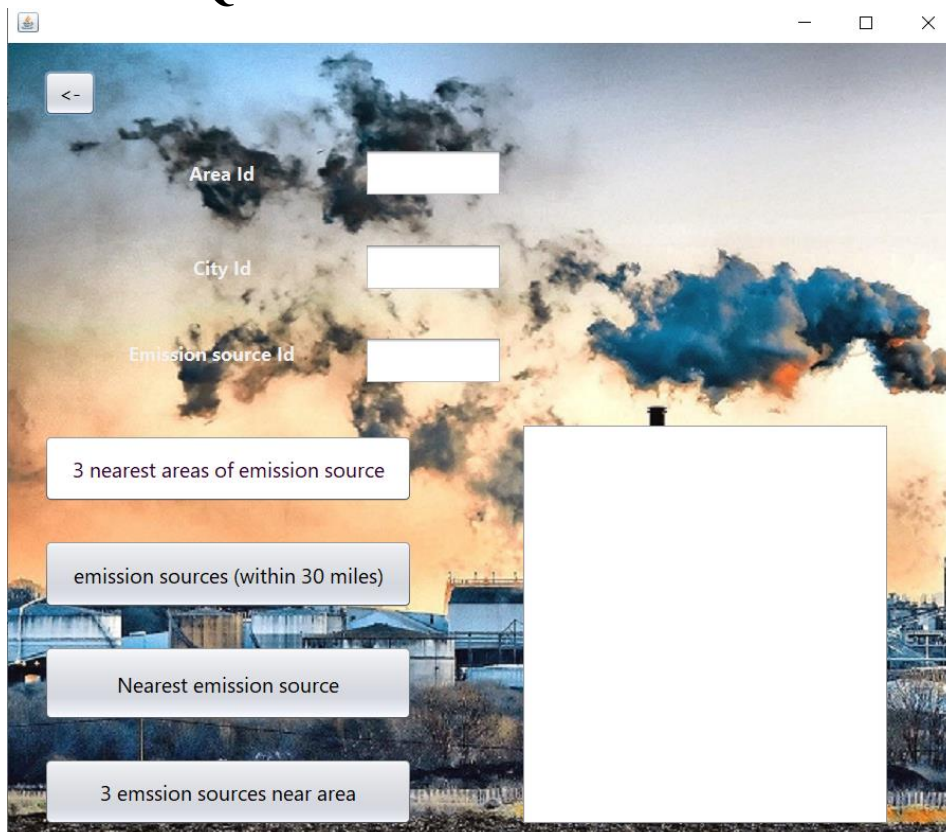 <-
Area Id
City Id
Emission source Id
3 nearest areas of emission source
emission sources (within 30 miles)
Nearest emission source
3 emssion sources near area